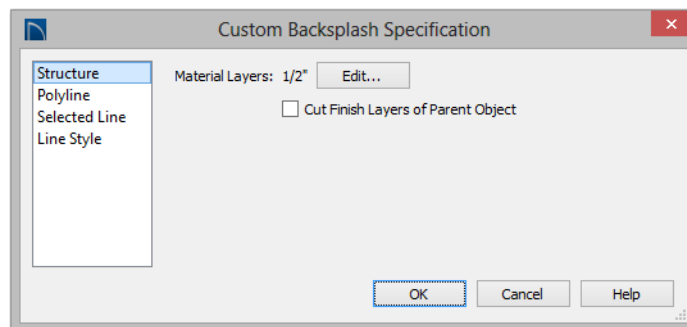 Custom Backsplash Specification
Structure
Polyline
Selected Line
Line Style
Material Layers: 1/2" Edit...
Cut Finish Layers of Parent Object
OK Cancel Help